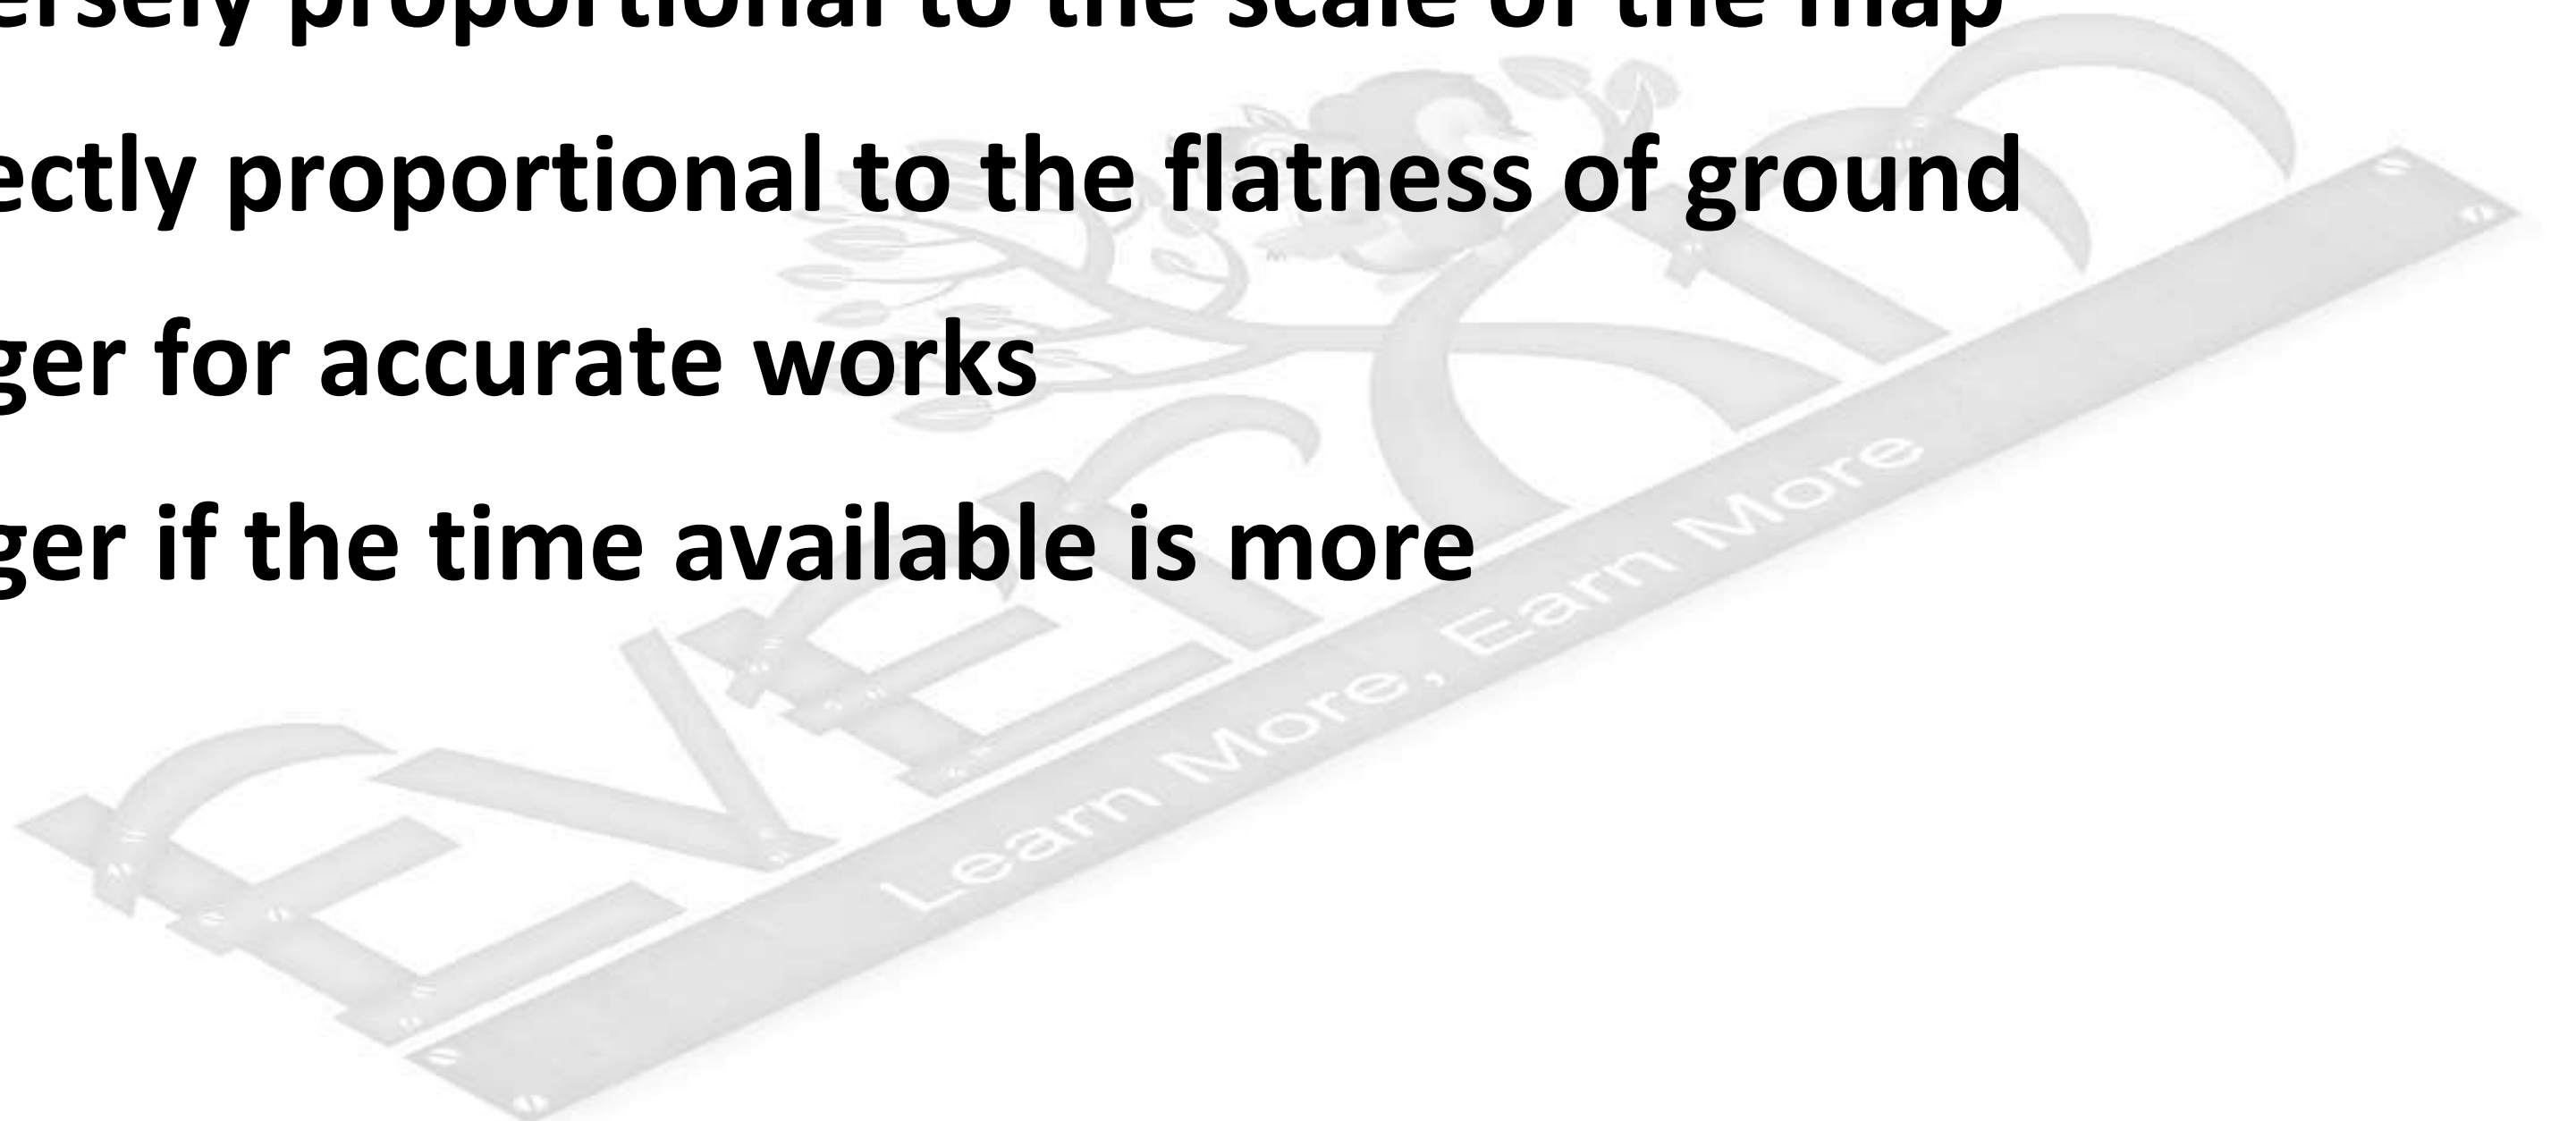 ersely proportional to the scale of the map
ectly proportional to the flatness of ground
ger for accurate works
ger if the time available is more
Learn More, Earn More